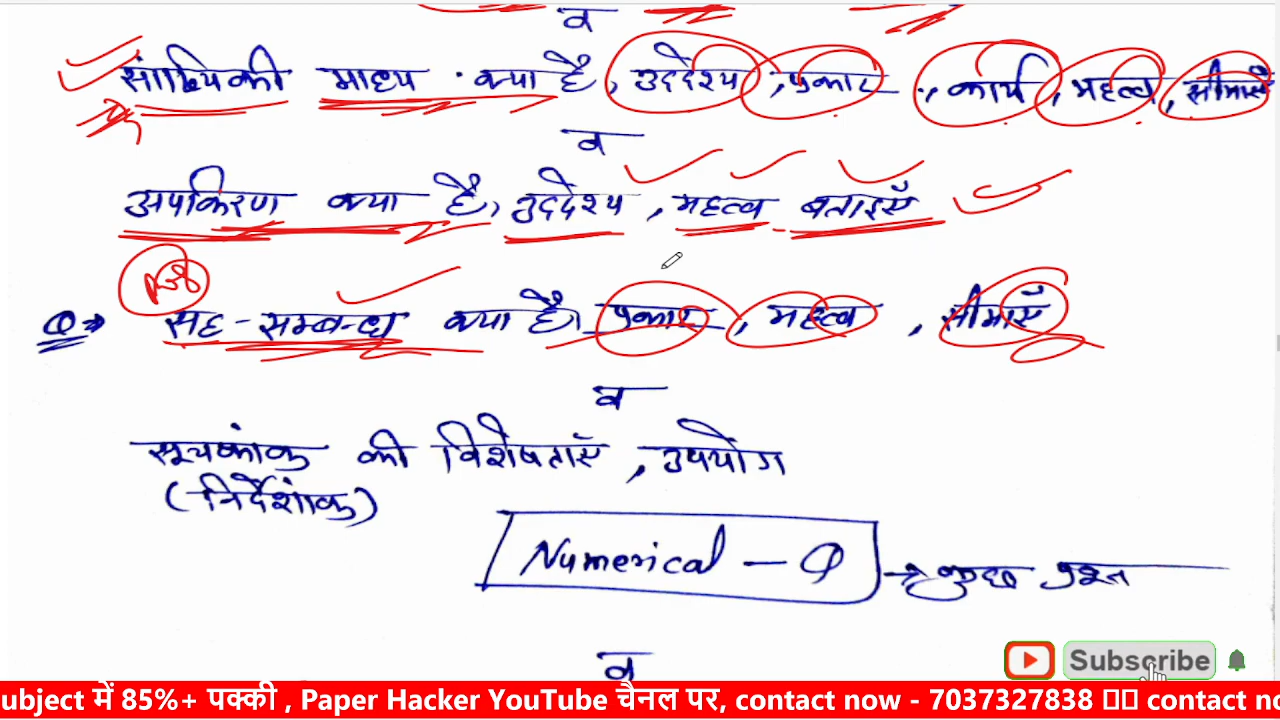 व
सांख्यिकी माध्य क्या है, उद्देश्य, प्रकार, कार्य, महत्व, सीमाएँ
व
अपकिरण क्या है, उद्देश्य, महत्व बताइएँ
Q⇒ सह-सम्बन्ध क्या है। प्रकार, महत्व, सीमाएँ
व
सूचकांक की विशेषताएँ, उपयोग
(निर्देशांक)
Numerical - Q → कुछ प्रश्न
व
Subscribe
ubject में 85%+ पक्की , Paper Hacker YouTube चैनल पर, contact now - 7037327838 contact no